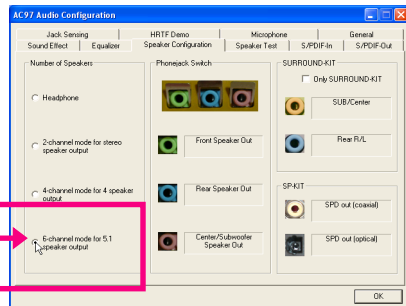 AC97 Audio Configuration
Jack Sensing
HRTF Demo
Microphone
General
Sound Effect
Equalizer
Speaker Configuration
Speaker Test
S/PDIF-In
S/PDIF-Out
Number of Speakers
Headphone
2-channel mode for stereo
speaker output
4-channel mode for 4 speaker
output
6-channel mode for 5.1
speaker output
Phonejack Switch
Front Speaker Out
Rear Speaker Out
Center/Subwoofer
Speaker Out
SURROUND-KIT
Only SURROUND-KIT
SUB/Center
Rear R/L
SP-KIT
SPD out (coaxial)
SPD out (optical)
OK